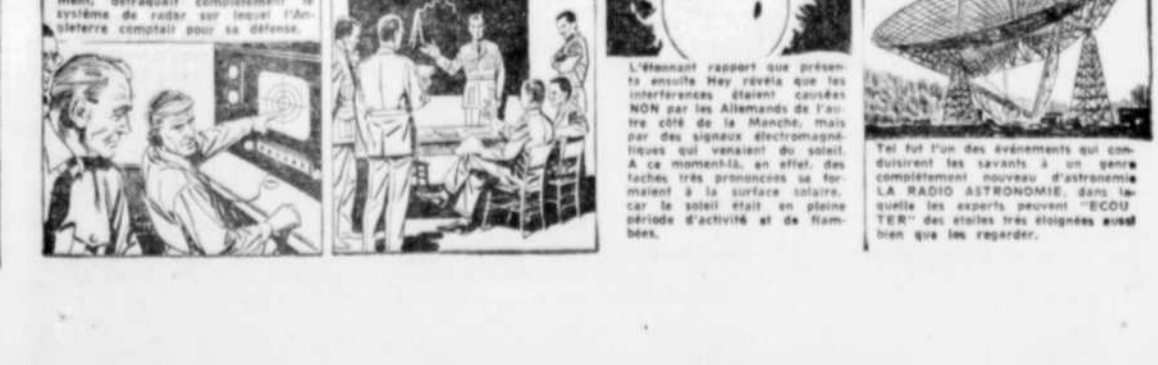 ment, détraquait complètement le
système de radar sur lequel l'An-
gleterre comptait pour sa défense.
L'étonnant rapport que présen-
ta ensuite Hey révéla que les
interférences étaient causées
NON par les Allemands de l'au-
tre côté de la Manche, mais
par des signaux électromagné-
tiques qui venaient du soleil.
A ce moment-là, en effet, des
taches très prononcées se for-
maient à la surface solaire,
car le soleil était en pleine
période d'activité et de flam-
bées.
Tel fut l'un des événements qui con-
duisirent les savants à un genre
complètement nouveau d'astronomie
LA RADIO ASTRONOMIE, dans la-
quelle les experts peuvent "ECOU
TER" des étoiles très éloignées aussi
bien que les regarder.